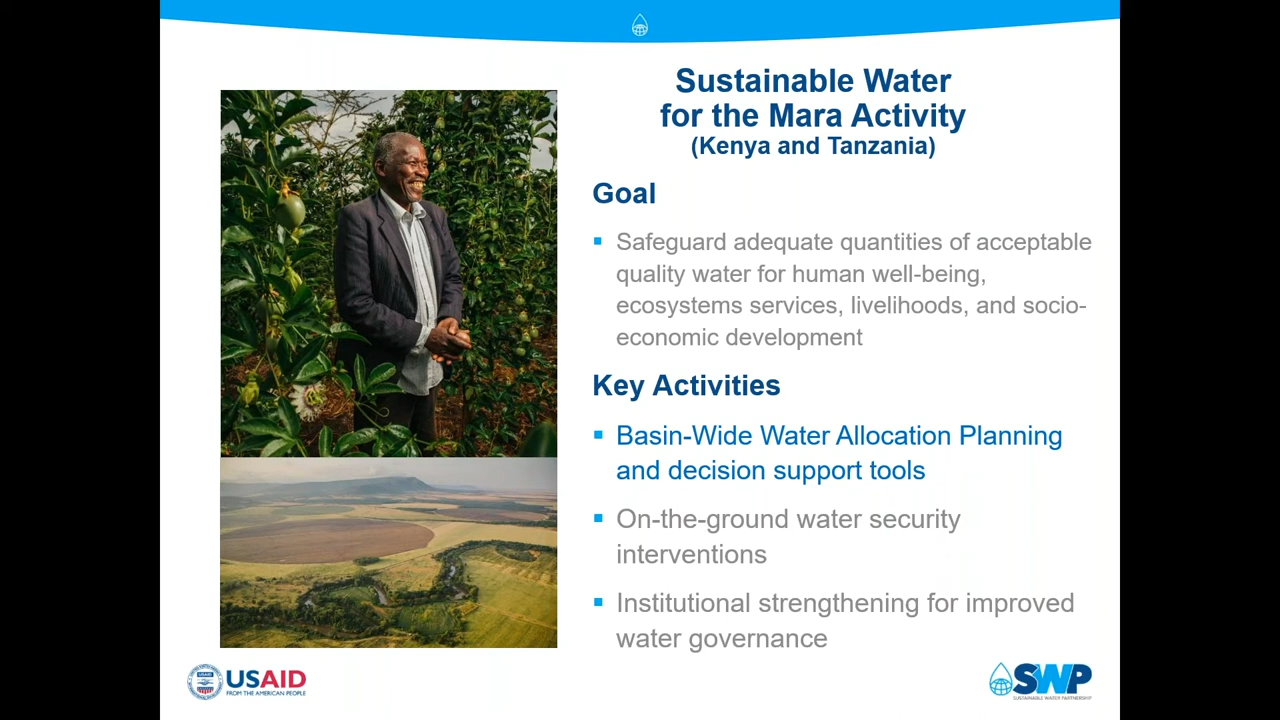 Sustainable Water
for the Mara Activity
(Kenya and Tanzania)
Goal
Safeguard adequate quantities of acceptable
quality water for human well-being,
ecosystems services, livelihoods, and socio-
economic development
Key Activities
Basin-Wide Water Allocation Planning
and decision support tools
On-the-ground water security
interventions
Institutional strengthening for improved
water governance
USAID
FROM THE AMERICAN PEOPLE
SWP
SUSTAINABLE WATER PARTNERSHIP